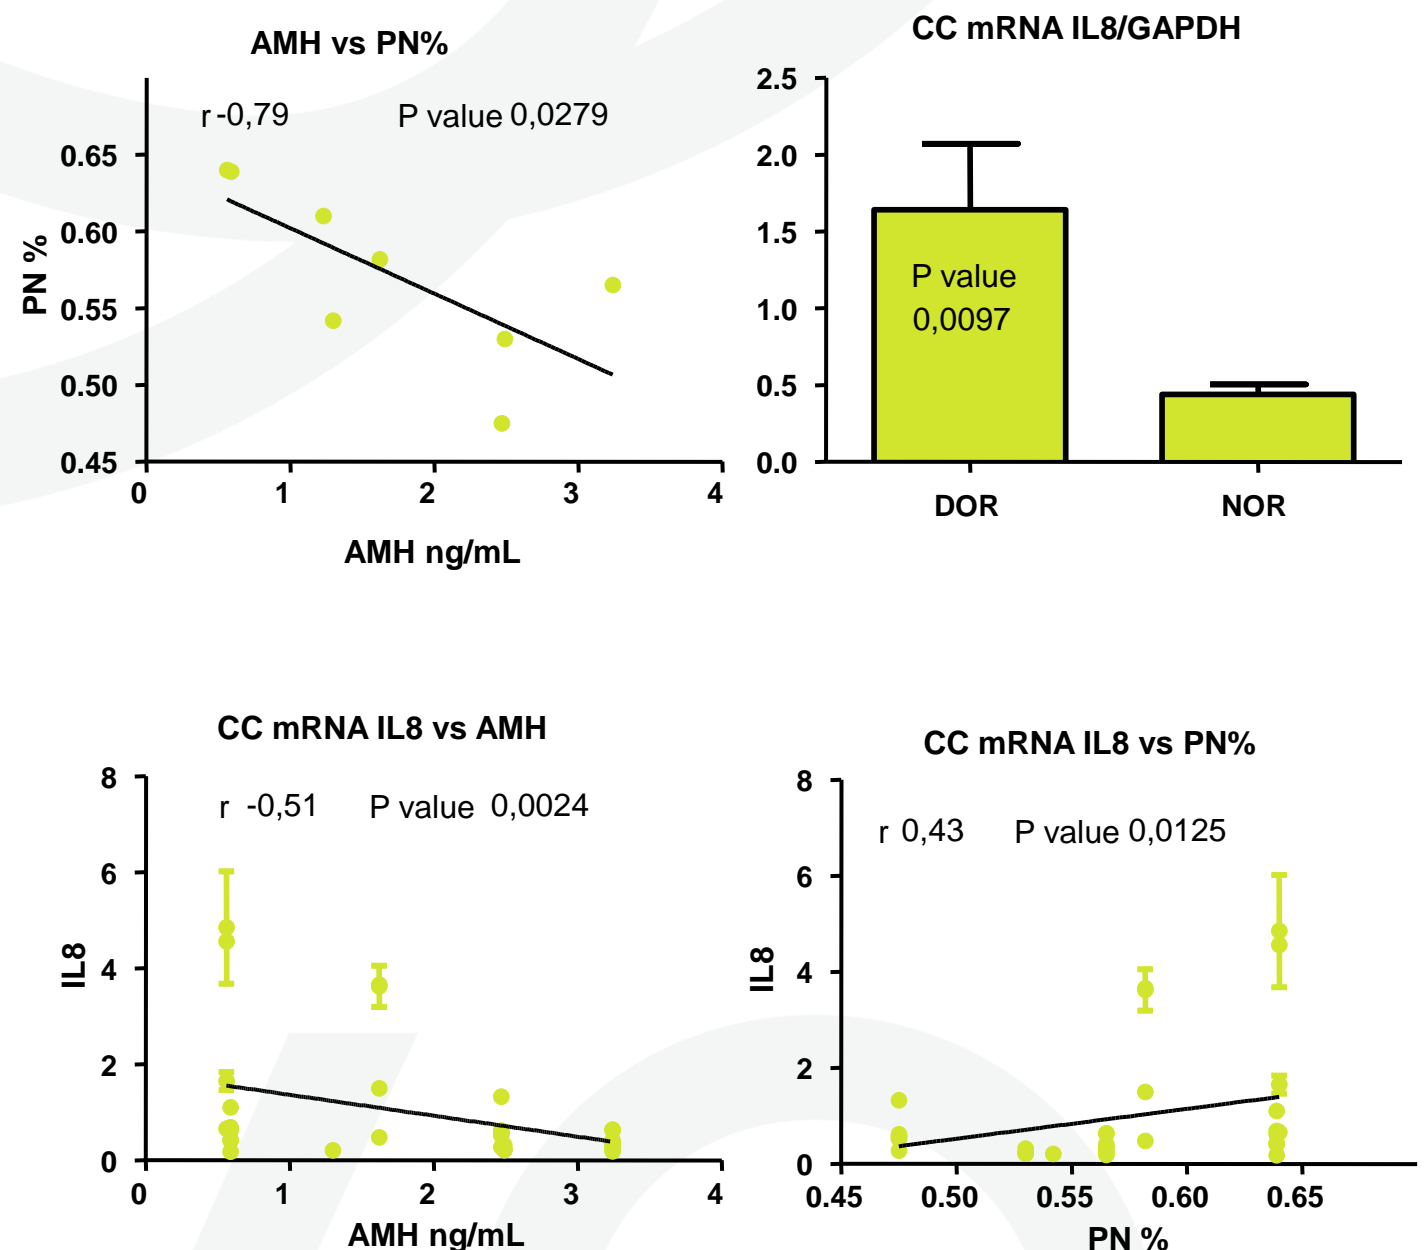 AMH vs PN%
r -0,79 P value 0,0279
0.65
0.60
0.55
0.50
0.45
PN %
0 1 2 3 4
AMH ng/mL
CC mRNA IL8/GAPDH
2.5
2.0
1.5
1.0
0.5
0.0
P value
0,0097
DOR NOR
CC mRNA IL8 vs AMH
r -0,51 P value 0,0024
8
6
4
2
0
IL8
0 1 2 3 4
AMH ng/mL
CC mRNA IL8 vs PN%
r 0,43 P value 0,0125
8
6
4
2
0
IL8
0.45 0.50 0.55 0.60 0.65
PN %